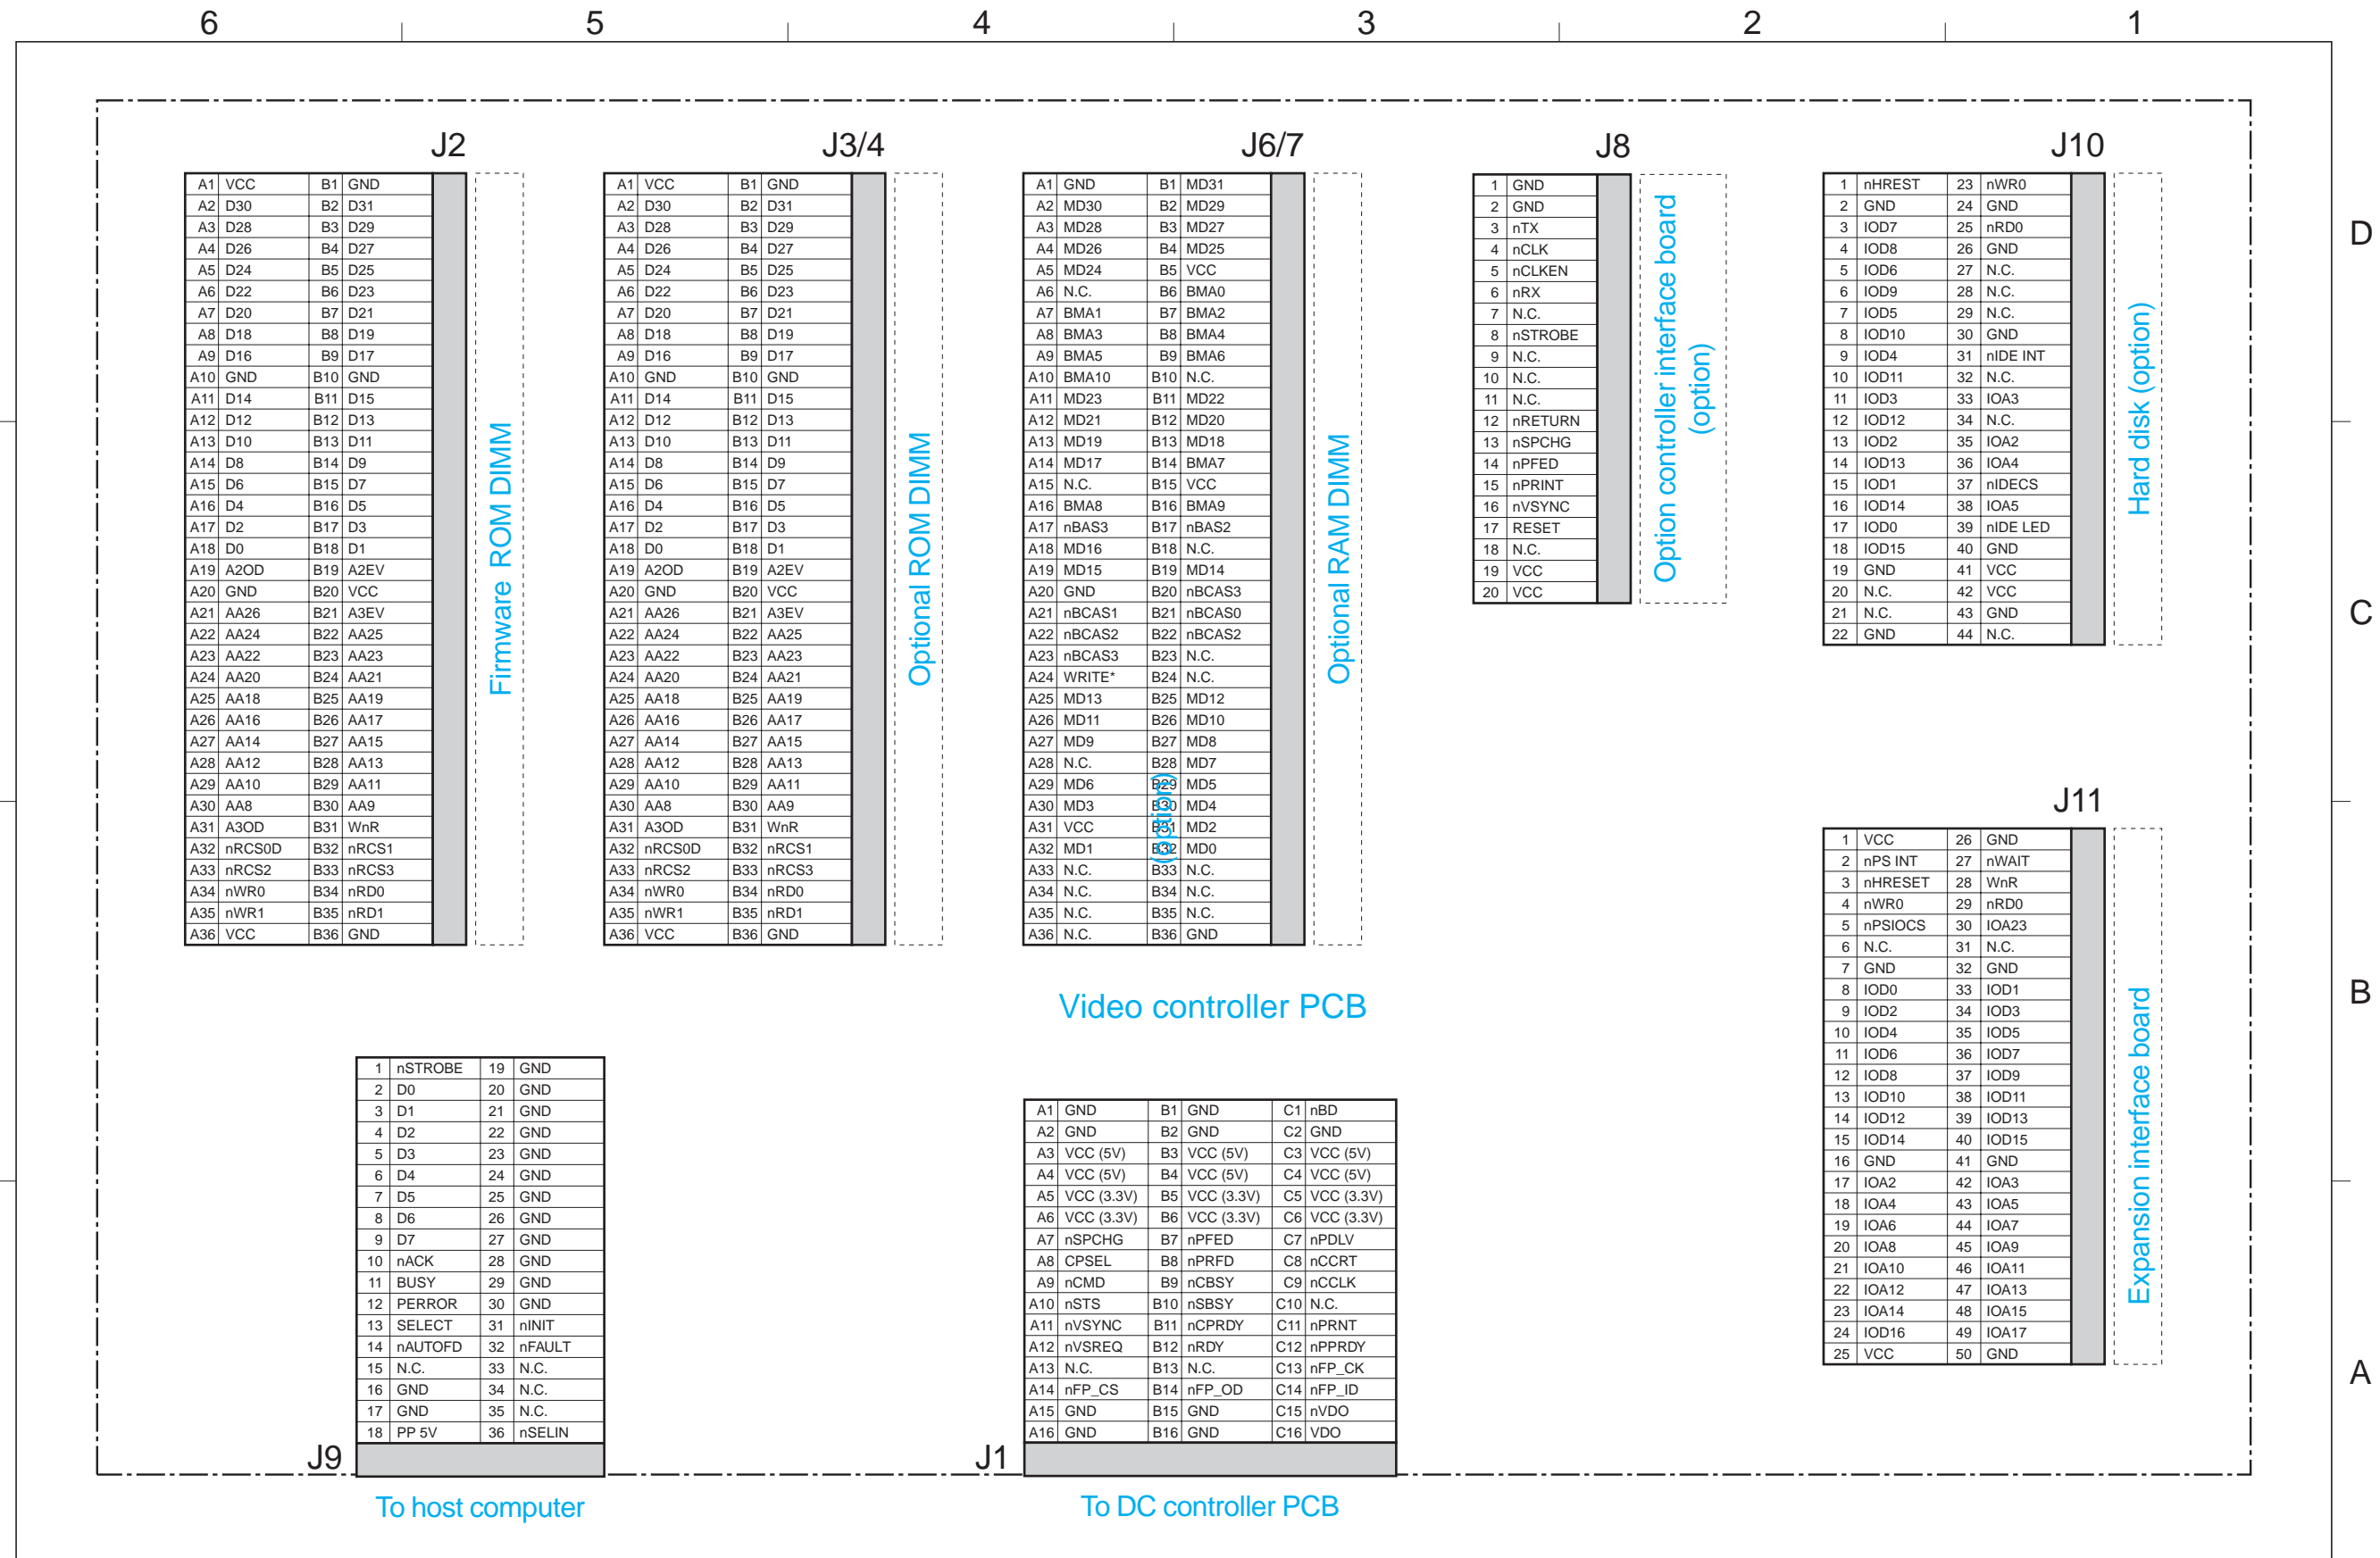 6 5 4 3 2 1
D
C
B
A
J2
A1 VCC B1 GND
A2 D30 B2 D31
A3 D28 B3 D29
A4 D26 B4 D27
A5 D24 B5 D25
A6 D22 B6 D23
A7 D20 B7 D21
A8 D18 B8 D19
A9 D16 B9 D17
A10 GND B10 GND
A11 D14 B11 D15
A12 D12 B12 D13
A13 D10 B13 D11
A14 D8 B14 D9
A15 D6 B15 D7
A16 D4 B16 D5
A17 D2 B17 D3
A18 D0 B18 D1
A19 A2OD B19 A2EV
A20 GND B20 VCC
A21 AA26 B21 A3EV
A22 AA24 B22 AA25
A23 AA22 B23 AA23
A24 AA20 B24 AA21
A25 AA18 B25 AA19
A26 AA16 B26 AA17
A27 AA14 B27 AA15
A28 AA12 B28 AA13
A29 AA10 B29 AA11
A30 AA8 B30 AA9
A31 A3OD B31 WnR
A32 nRCS0D B32 nRCS1
A33 nRCS2 B33 nRCS3
A34 nWR0 B34 nRD0
A35 nWR1 B35 nRD1
A36 VCC B36 GND
Firmware ROM DIMM
J3/4
A1 VCC B1 GND
A2 D30 B2 D31
A3 D28 B3 D29
A4 D26 B4 D27
A5 D24 B5 D25
A6 D22 B6 D23
A7 D20 B7 D21
A8 D18 B8 D19
A9 D16 B9 D17
A10 GND B10 GND
A11 D14 B11 D15
A12 D12 B12 D13
A13 D10 B13 D11
A14 D8 B14 D9
A15 D6 B15 D7
A16 D4 B16 D5
A17 D2 B17 D3
A18 D0 B18 D1
A19 A2OD B19 A2EV
A20 GND B20 VCC
A21 AA26 B21 A3EV
A22 AA24 B22 AA25
A23 AA22 B23 AA23
A24 AA20 B24 AA21
A25 AA18 B25 AA19
A26 AA16 B26 AA17
A27 AA14 B27 AA15
A28 AA12 B28 AA13
A29 AA10 B29 AA11
A30 AA8 B30 AA9
A31 A3OD B31 WnR
A32 nRCS0D B32 nRCS1
A33 nRCS2 B33 nRCS3
A34 nWR0 B34 nRD0
A35 nWR1 B35 nRD1
A36 VCC B36 GND
Optional ROM DIMM
J6/7
A1 GND B1 MD31
A2 MD30 B2 MD29
A3 MD28 B3 MD27
A4 MD26 B4 MD25
A5 MD24 B5 VCC
A6 N.C. B6 BMA0
A7 BMA1 B7 BMA2
A8 BMA3 B8 BMA4
A9 BMA5 B9 BMA6
A10 BMA10 B10 N.C.
A11 MD23 B11 MD22
A12 MD21 B12 MD20
A13 MD19 B13 MD18
A14 MD17 B14 BMA7
A15 N.C. B15 VCC
A16 BMA8 B16 BMA9
A17 nBAS3 B17 nBAS2
A18 MD16 B18 N.C.
A19 MD15 B19 MD14
A20 GND B20 nBCAS3
A21 nBCAS1 B21 nBCAS0
A22 nBCAS2 B22 nBCAS2
A23 nBCAS3 B23 N.C.
A24 WRITE* B24 N.C.
A25 MD13 B25 MD12
A26 MD11 B26 MD10
A27 MD9 B27 MD8
A28 N.C. B28 MD7
A29 MD6 B29 MD5
A30 MD3 B30 MD4
A31 VCC B31 MD2
A32 MD1 B32 MD0
A33 N.C. B33 N.C.
A34 N.C. B34 N.C.
A35 N.C. B35 N.C.
A36 N.C. B36 GND
(option)
Optional RAM DIMM
J8
1 GND
2 GND
3 nTX
4 nCLK
5 nCLKEN
6 nRX
7 N.C.
8 nSTROBE
9 N.C.
10 N.C.
11 N.C.
12 nRETURN
13 nSPCHG
14 nPFED
15 nPRINT
16 nVSYNC
17 RESET
18 N.C.
19 VCC
20 VCC
Option controller interface board
(option)
J10
1 nHREST 23 nWR0
2 GND 24 GND
3 IOD7 25 nRD0
4 IOD8 26 GND
5 IOD6 27 N.C.
6 IOD9 28 N.C.
7 IOD5 29 N.C.
8 IOD10 30 GND
9 IOD4 31 nIDE INT
10 IOD11 32 N.C.
11 IOD3 33 IOA3
12 IOD12 34 N.C.
13 IOD2 35 IOA2
14 IOD13 36 IOA4
15 IOD1 37 nIDECS
16 IOD14 38 IOA5
17 IOD0 39 nIDE LED
18 IOD15 40 GND
19 GND 41 VCC
20 N.C. 42 VCC
21 N.C. 43 GND
22 GND 44 N.C.
Hard disk (option)
J11
1 VCC 26 GND
2 nPS INT 27 nWAIT
3 nHRESET 28 WnR
4 nWR0 29 nRD0
5 nPSIOCS 30 IOA23
6 N.C. 31 N.C.
7 GND 32 GND
8 IOD0 33 IOD1
9 IOD2 34 IOD3
10 IOD4 35 IOD5
11 IOD6 36 IOD7
12 IOD8 37 IOD9
13 IOD10 38 IOD11
14 IOD12 39 IOD13
15 IOD14 40 IOD15
16 GND 41 GND
17 IOA2 42 IOA3
18 IOA4 43 IOA5
19 IOA6 44 IOA7
20 IOA8 45 IOA9
21 IOA10 46 IOA11
22 IOA12 47 IOA13
23 IOA14 48 IOA15
24 IOD16 49 IOA17
25 VCC 50 GND
Expansion interface board
Video controller PCB
1 nSTROBE 19 GND
2 D0 20 GND
3 D1 21 GND
4 D2 22 GND
5 D3 23 GND
6 D4 24 GND
7 D5 25 GND
8 D6 26 GND
9 D7 27 GND
10 nACK 28 GND
11 BUSY 29 GND
12 PERROR 30 GND
13 SELECT 31 nINIT
14 nAUTOFD 32 nFAULT
15 N.C. 33 N.C.
16 GND 34 N.C.
17 GND 35 N.C.
18 PP 5V 36 nSELIN
J9
To host computer
A1 GND B1 GND C1 nBD
A2 GND B2 GND C2 GND
A3 VCC (5V) B3 VCC (5V) C3 VCC (5V)
A4 VCC (5V) B4 VCC (5V) C4 VCC (5V)
A5 VCC (3.3V) B5 VCC (3.3V) C5 VCC (3.3V)
A6 VCC (3.3V) B6 VCC (3.3V) C6 VCC (3.3V)
A7 nSPCHG B7 nPFED C7 nPDLV
A8 CPSEL B8 nPRFD C8 nCCRT
A9 nCMD B9 nCBSY C9 nCCLK
A10 nSTS B10 nSBSY C10 N.C.
A11 nVSYNC B11 nCPRDY C11 nPRNT
A12 nVSREQ B12 nRDY C12 nPPRDY
A13 N.C. B13 N.C. C13 nFP_CK
A14 nFP_CS B14 nFP_OD C14 nFP_ID
A15 GND B15 GND C15 nVDO
A16 GND B16 GND C16 VDO
J1
To DC controller PCB